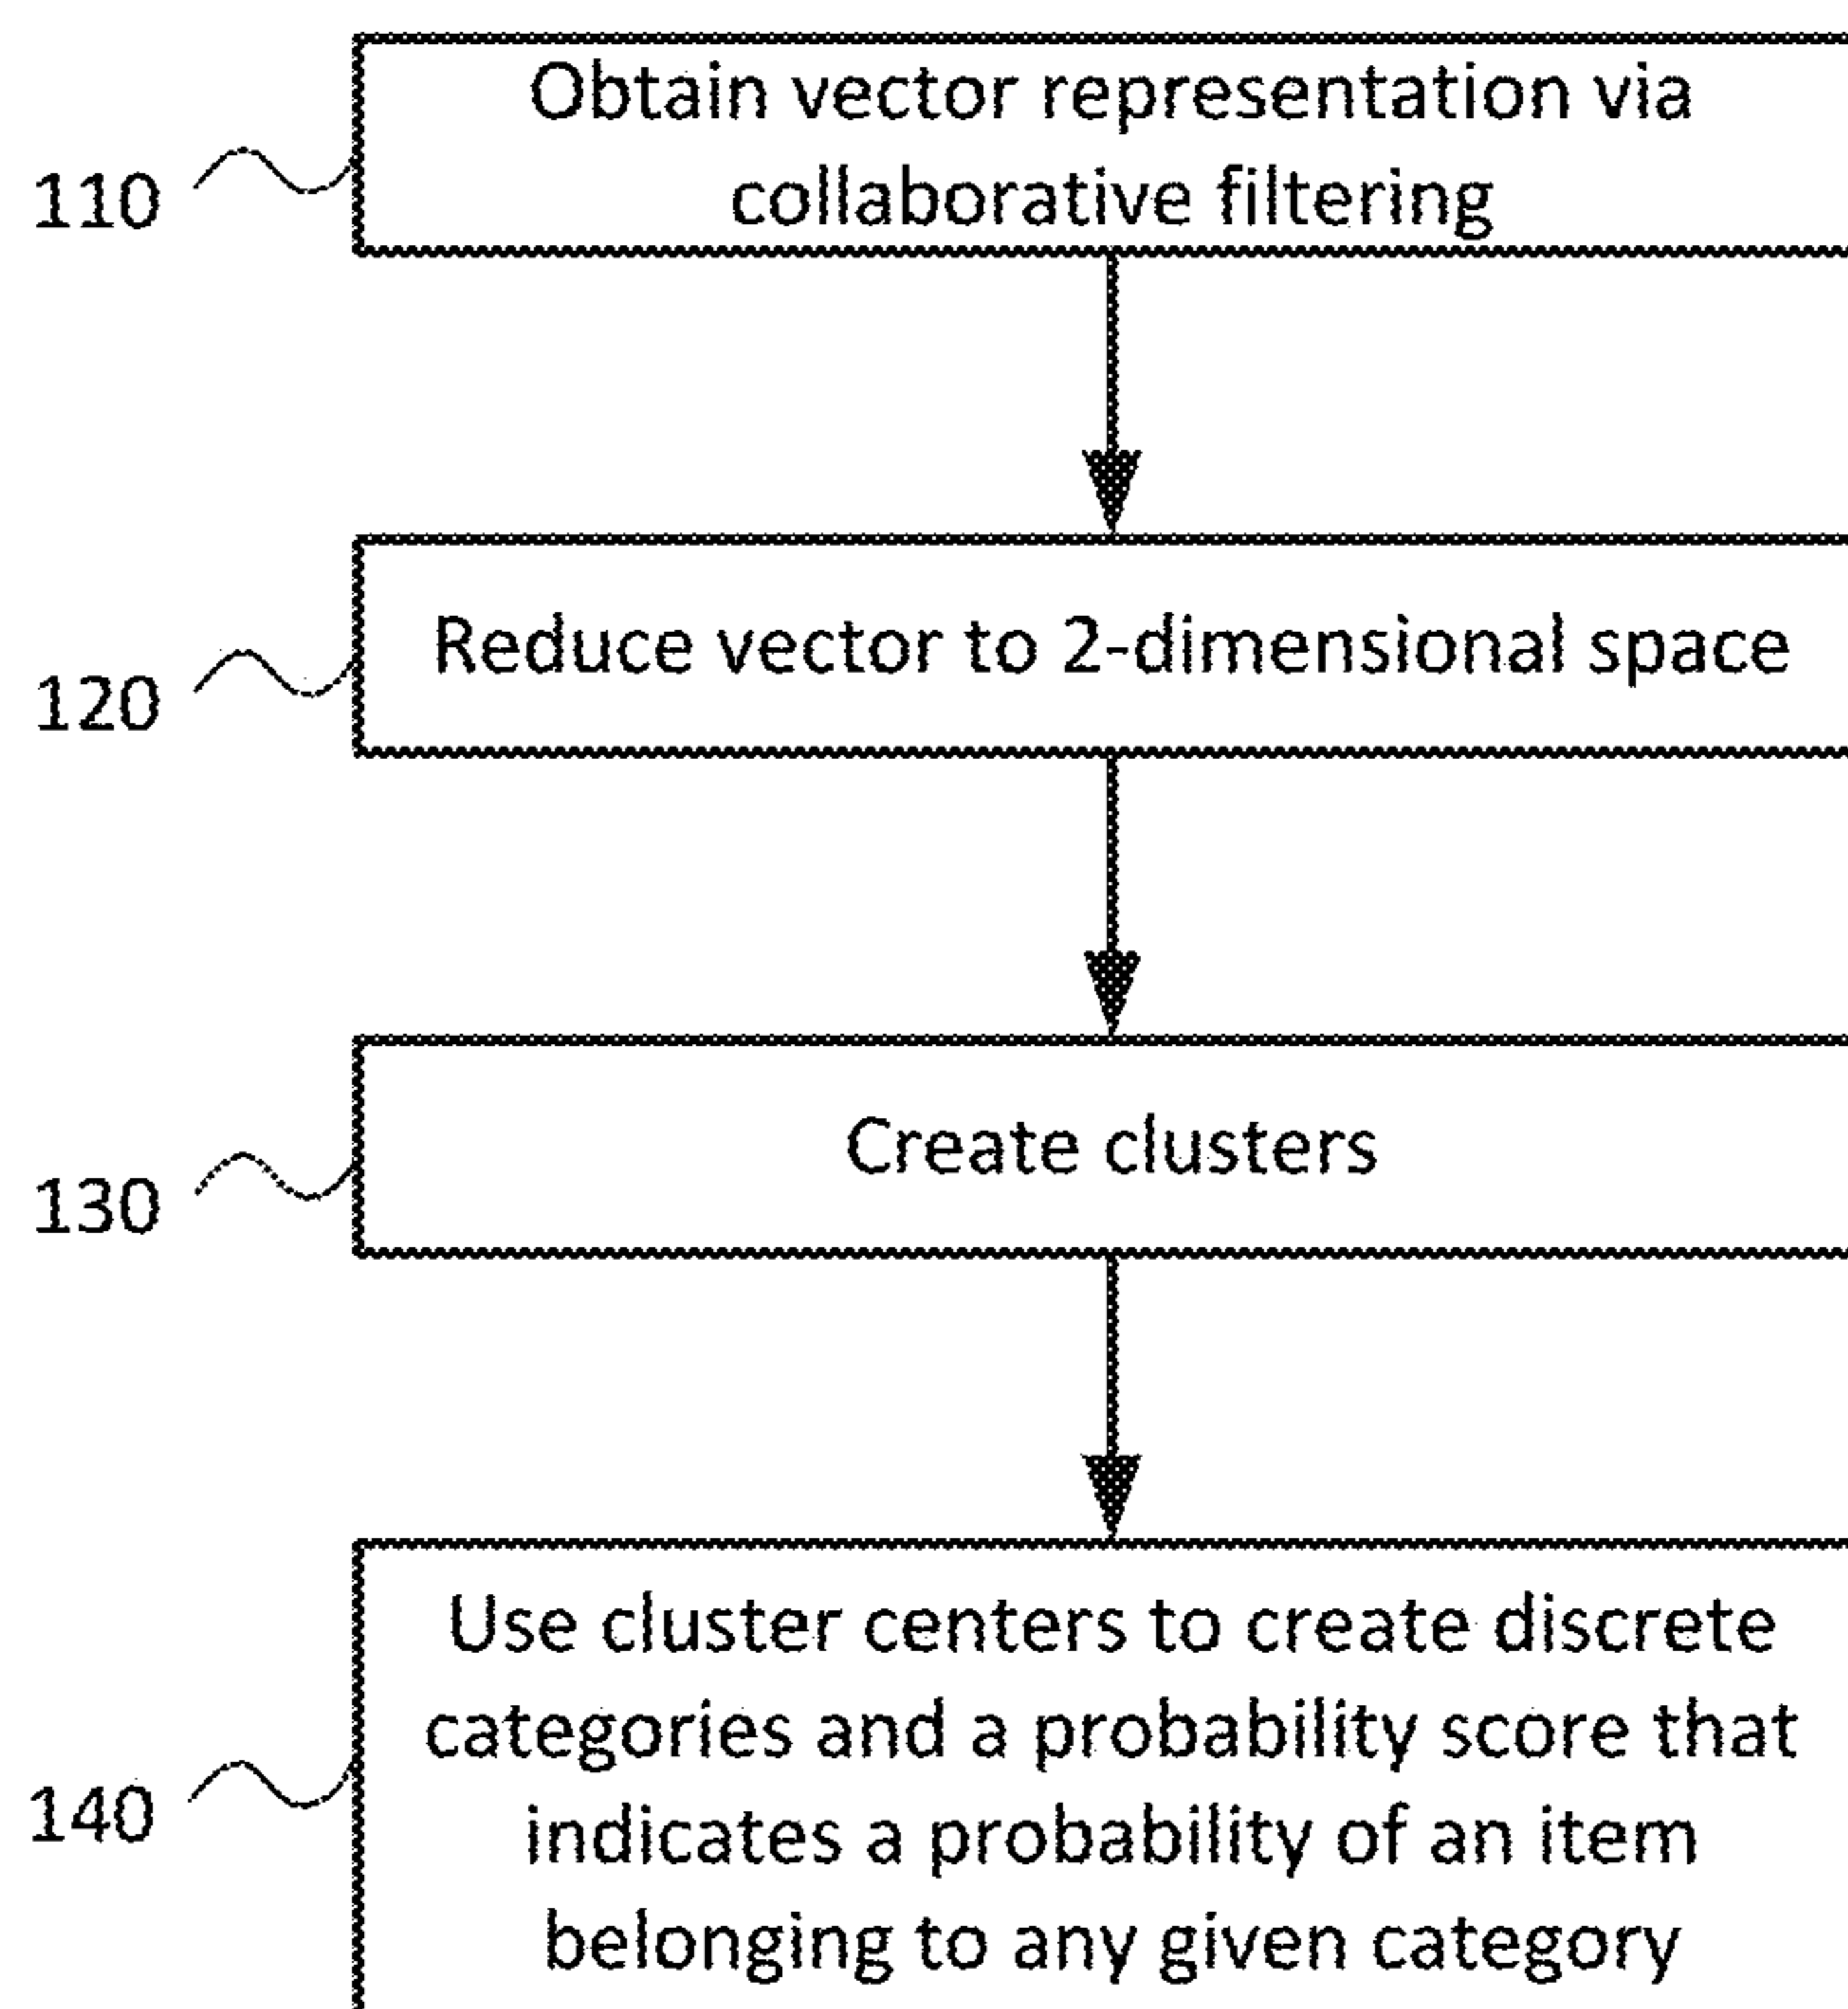 Obtain vector representation via
collaborative filtering
110
Reduce vector to 2-dimensional space
120
Create clusters
130
Use cluster centers to create discrete
categories and a probability score that
indicates a probability of an item
belonging to any given category
140